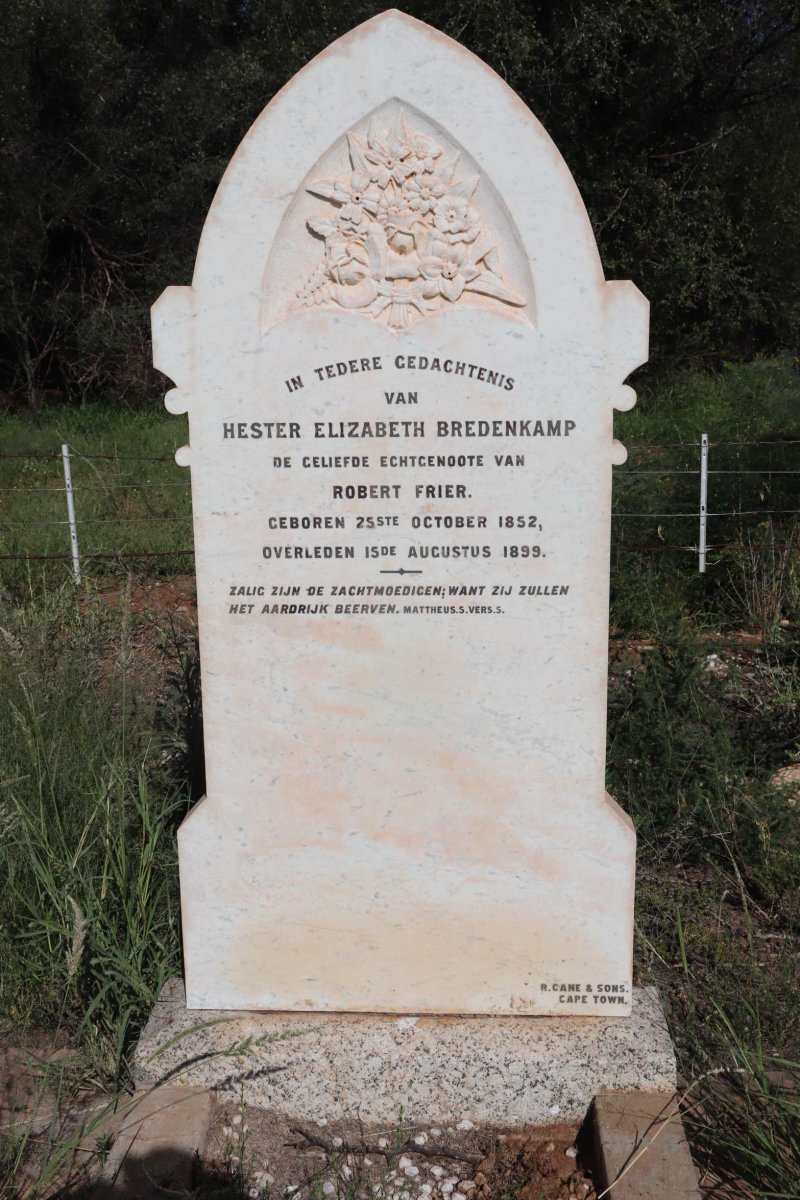 IN TEDERE GEDACHTENIS
VAN
HESTER ELIZABETH BREDENKAMP
DE GELIEFDE ECHTGENOOTE VAN
ROBERT FRIER.
GEBOREN 25STE OCTOBER 1852,
OVERLEDEN 15DE AUGUSTUS 1899.
ZALIG ZIJN DE ZACHTMOEDIGEN; WANT ZIJ ZULLEN
HET AARDRIJK BEERVEN. MATTHEUS.5.VERS.5.
R.CANE & SONS.
CAPE TOWN.